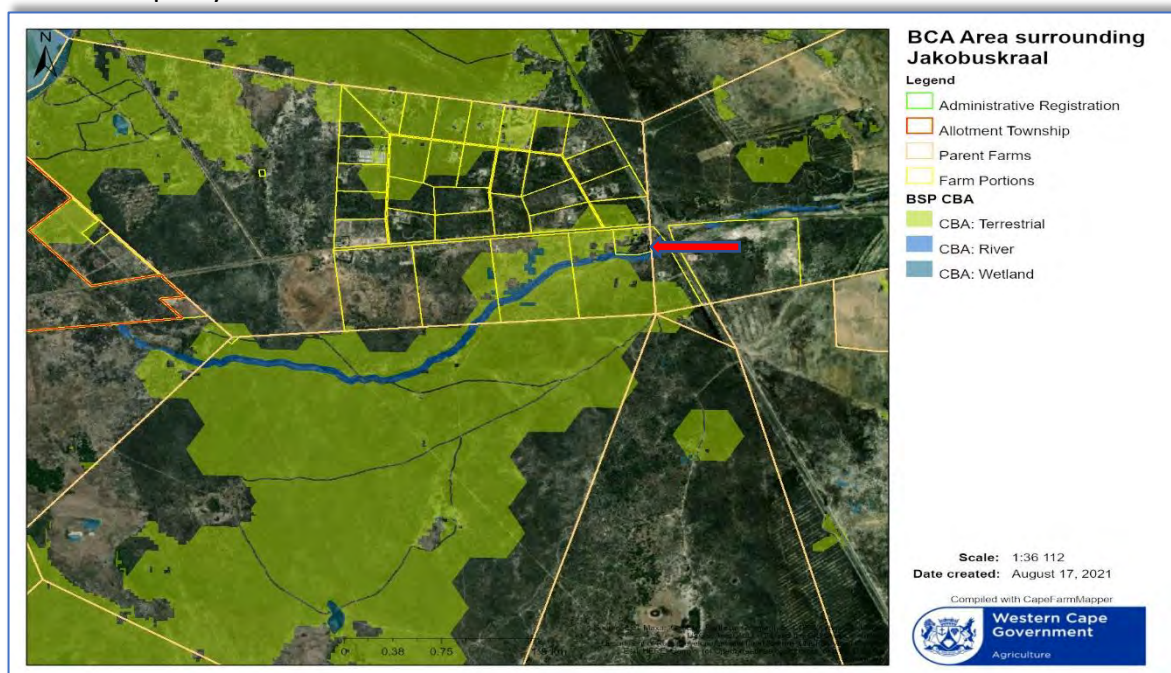 N
BCA Area surrounding
Jakobuskraal
Legend
Administrative Registration
Allotment Township
Parent Farms
Farm Portions
BSP CBA
CBA: Terrestrial
CBA: River
CBA: Wetland
0 0.38 0.75
Scale: 1:36 112
Date created: August 17, 2021
Compiled with CapeFarmMapper
Western Cape
Government
Agriculture